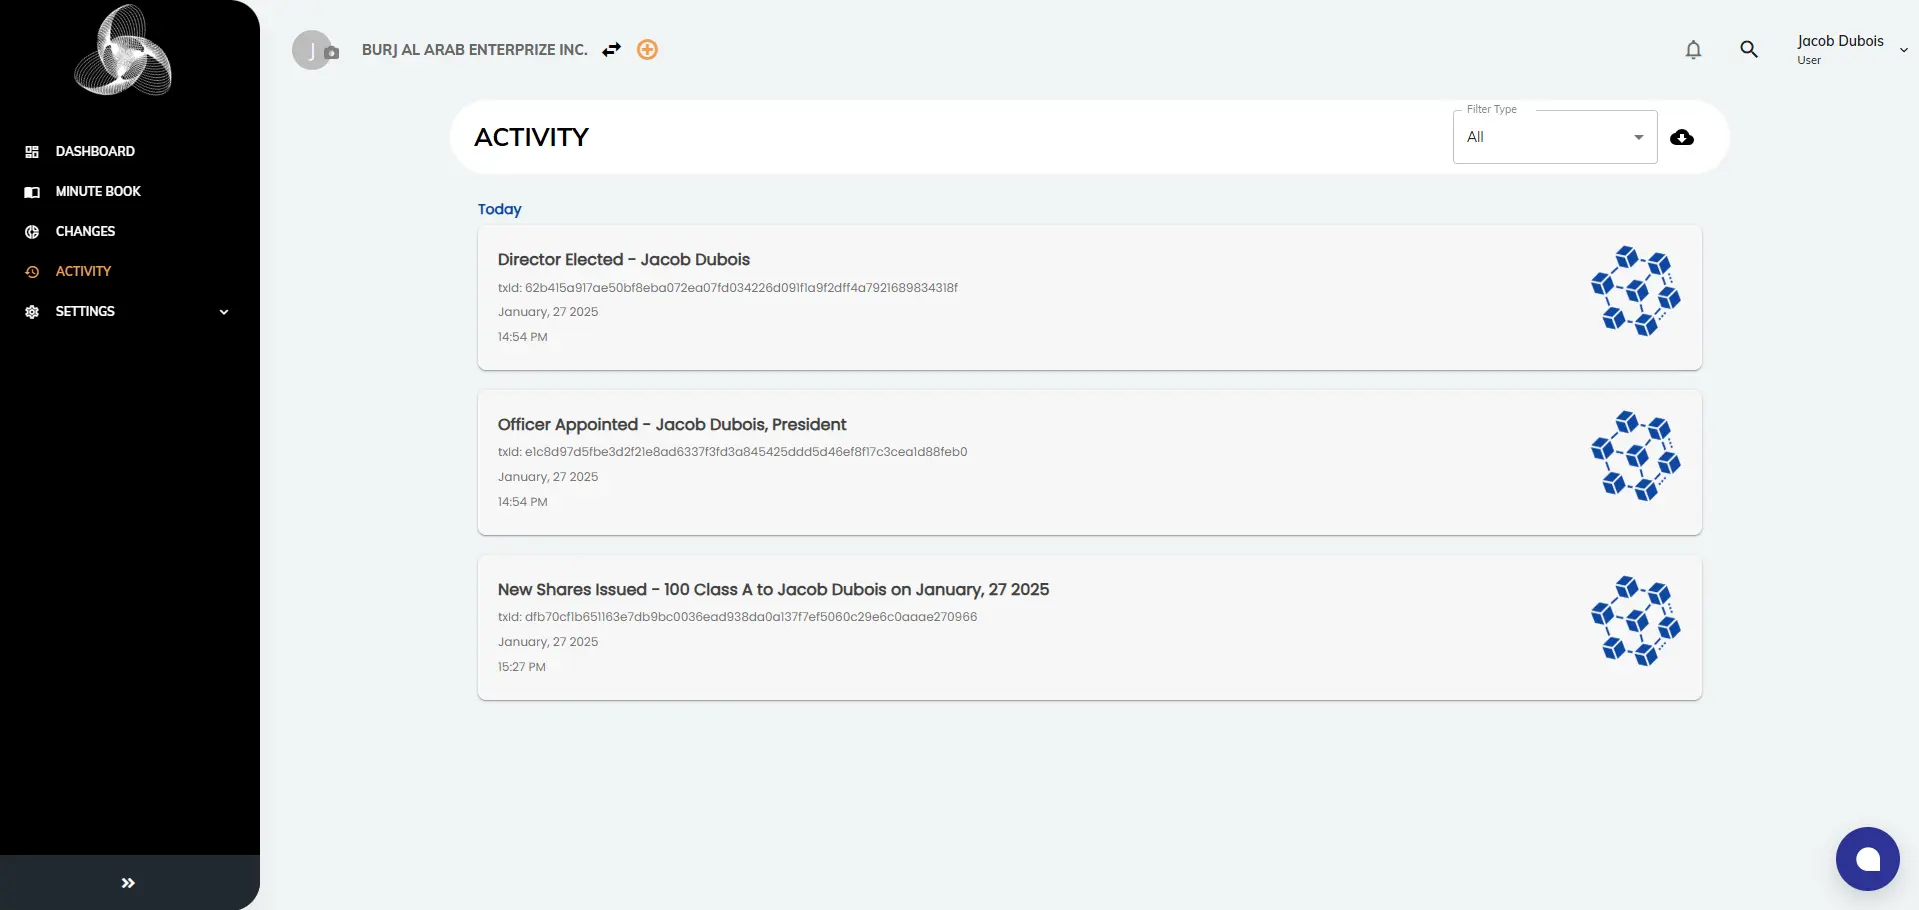 J
BURJ AL ARAB ENTERPRIZE INC.
Jacob Dubois
User
DASHBOARD
MINUTE BOOK
CHANGES
ACTIVITY
SETTINGS
ACTIVITY
Filter Type
All
Today
Director Elected - Jacob Dubois
txId: 62b415a917ae50bf8eba072ea07fd034226d091f1a9f2dff4a7921689834318f
January, 27 2025
14:54 PM
Officer Appointed - Jacob Dubois, President
txId: e1c8d97d5fbe3d2f21e8ad6337f3fd3a845425ddd5d46ef8f17c3cea1d88feb0
January, 27 2025
14:54 PM
New Shares Issued - 100 Class A to Jacob Dubois on January, 27 2025
txId: dfb70cf1b651163e7db9bc0036ead938da0a137f7ef5060c29e6c0aaae270966
January, 27 2025
15:27 PM